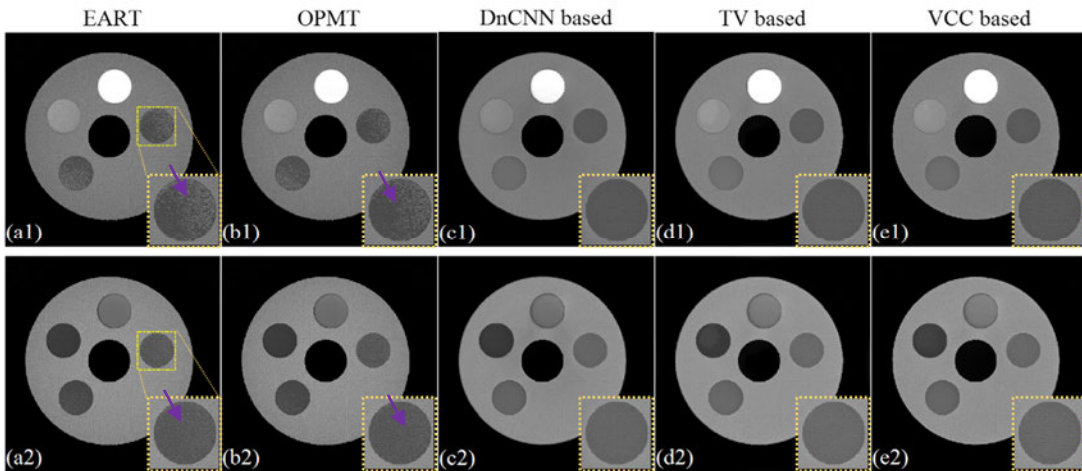 EART OPMT DnCNN based TV based VCC based
(a1) (b1) (c1) (d1) (e1)
(a2) (b2) (c2) (d2) (e2)